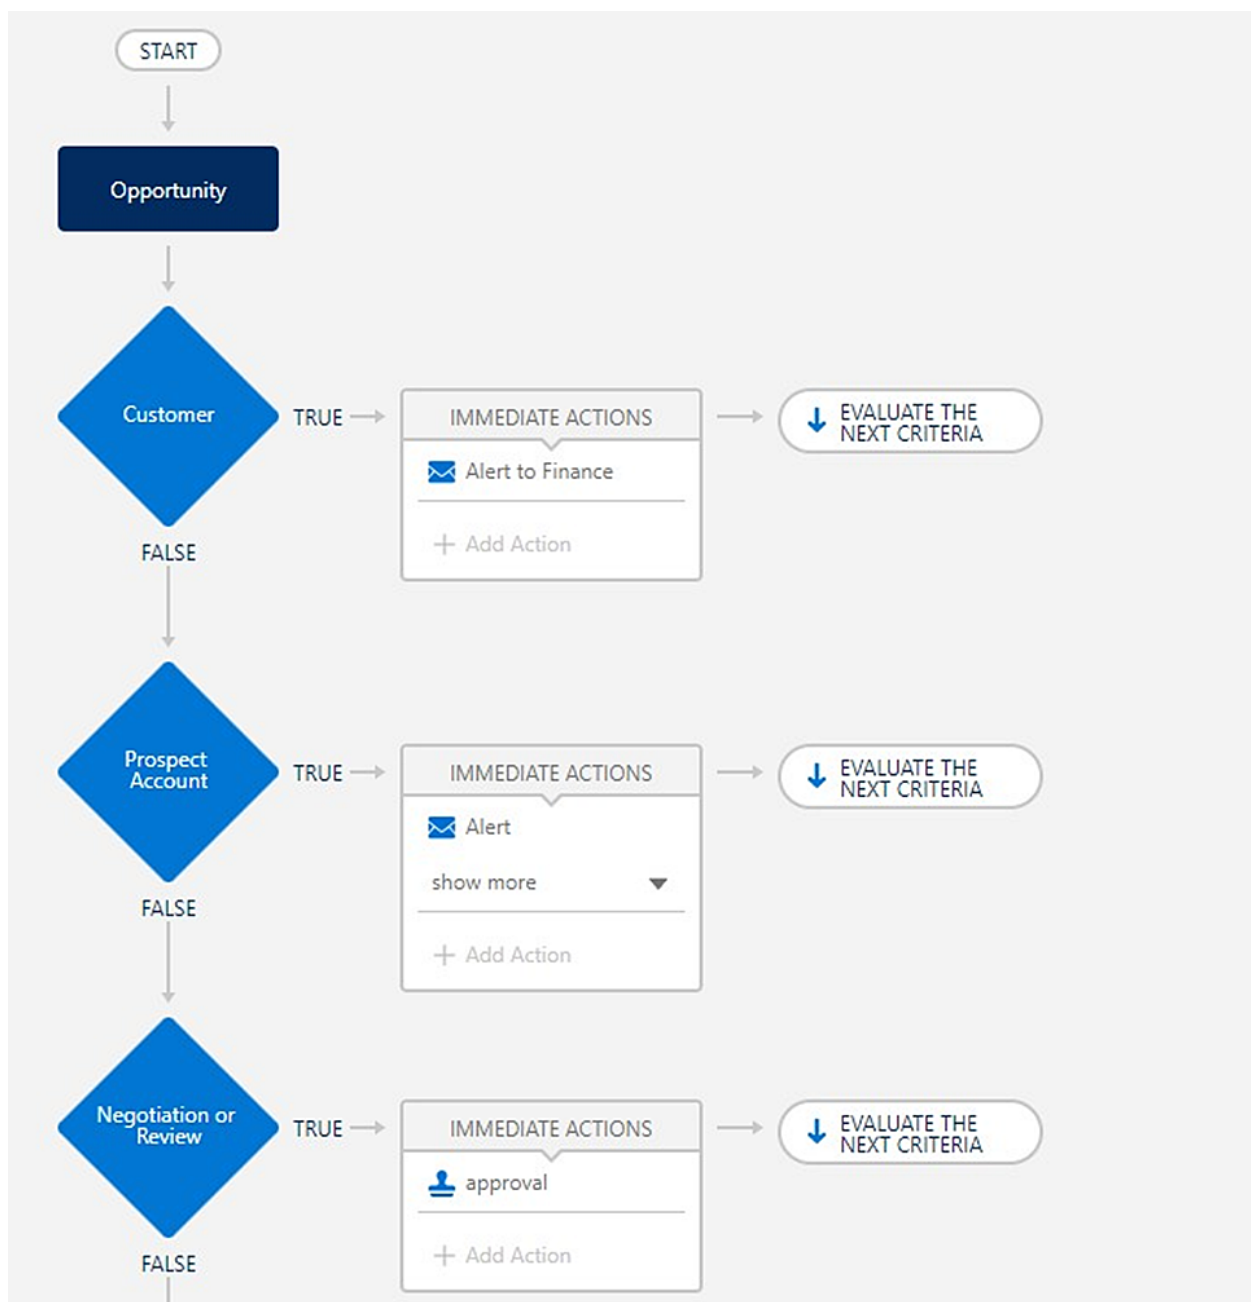 START
Opportunity
Customer
TRUE
IMMEDIATE ACTIONS
EVALUATE THE
NEXT CRITERIA
Alert to Finance
Add Action
FALSE
Prospect
Account
TRUE
IMMEDIATE ACTIONS
EVALUATE THE
NEXT CRITERIA
Alert
show more
Add Action
FALSE
Negotiation or
Review
TRUE
IMMEDIATE ACTIONS
EVALUATE THE
NEXT CRITERIA
approval
Add Action
FALSE